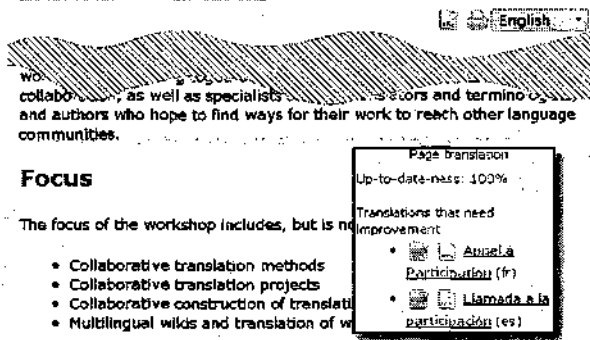 English
collabo , as well as specialists ators and terminolog
and authors who hope to find ways for their work to reach other language
communities.
Focus
The focus of the workshop includes, but is n
• Collaborative translation methods
• Collaborative translation projects
• Collaborative construction of translati
• Multilingual wikis and translation of w
Page translation
Up-to-date-ness: 100%
Translations that need
improvement
• Appel à
Participation (fr)
• Llamada a la
participación (es)